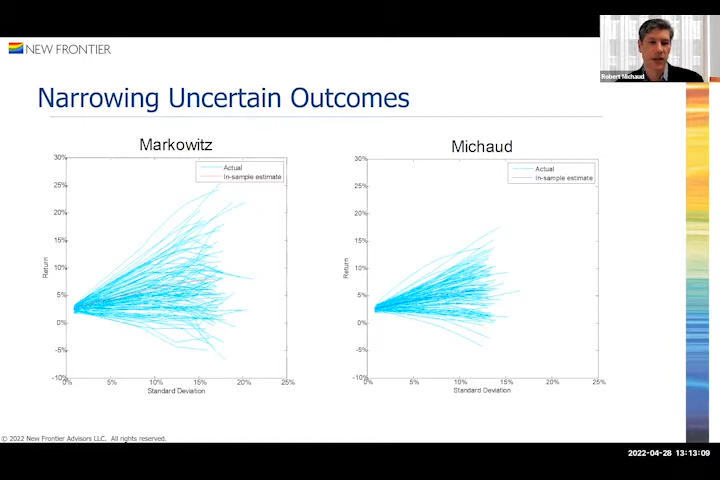 NEW FRONTIER
Robert Michaud
Narrowing Uncertain Outcomes
Markowitz
30%
25%
20%
15%
10%
5%
0%
-5%
-10%
Return
Actual
In-sample estimate
0%
5%
10%
15%
20%
25%
Standard Deviation
Michaud
30%
25%
20%
15%
10%
5%
0%
-5%
-10%
Return
Actual
In-sample estimate
0%
5%
10%
15%
20%
25%
Standard Deviation
© 2022 New Frontier Advisors LLC. All rights reserved.
2022-04-28 13:13:09